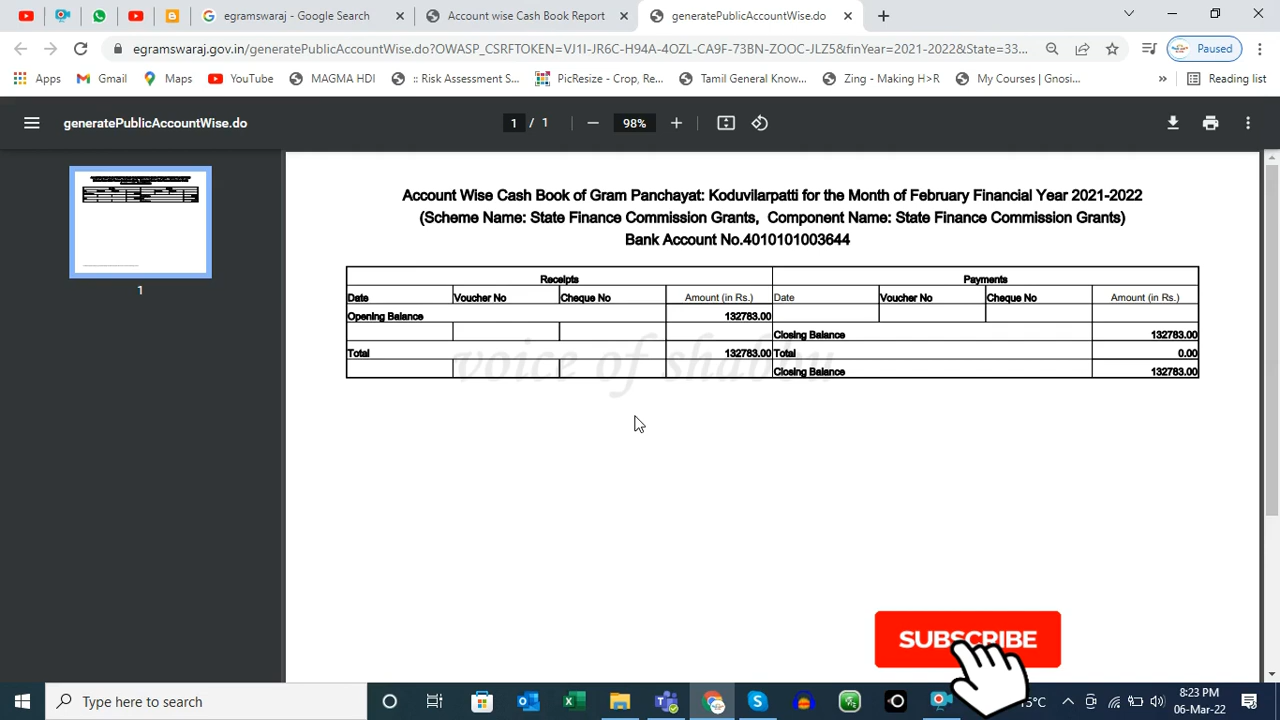 egramswaraj - Google Search
Account wise Cash Book Report
generatePublicAccountWise.do
egramswaraj.gov.in/generatePublicAccountWise.do?OWASP_CSRFTOKEN=VJ1I-JR6C-H94A-4OZL-CA9F-73BN-ZOOC-JLZ5&finYear=2021-2022&State=33...
Paused
Apps
Gmail
Maps
YouTube
MAGMA HDI
:: Risk Assessment S...
PicResize - Crop, Re...
Tamil General Know...
Zing - Making H>R
My Courses | Gnosi...
»
Reading list
generatePublicAccountWise.do
1 / 1
98%
1
Account Wise Cash Book of Gram Panchayat: Koduvilarpatti for the Month of February Financial Year 2021-2022
(Scheme Name: State Finance Commission Grants, Component Name: State Finance Commission Grants)
Bank Account No.4010101003644
Receipts Payments
Date Voucher No Cheque No Amount (in Rs.) Date Voucher No Cheque No Amount (in Rs.)
Opening Balance 132783.00
Closing Balance 132783.00
Total 132783.00 Total 0.00
Closing Balance 132783.00
voice of shabbu
SUBSCRIBE
Type here to search
15°C
8:23 PM
06-Mar-22